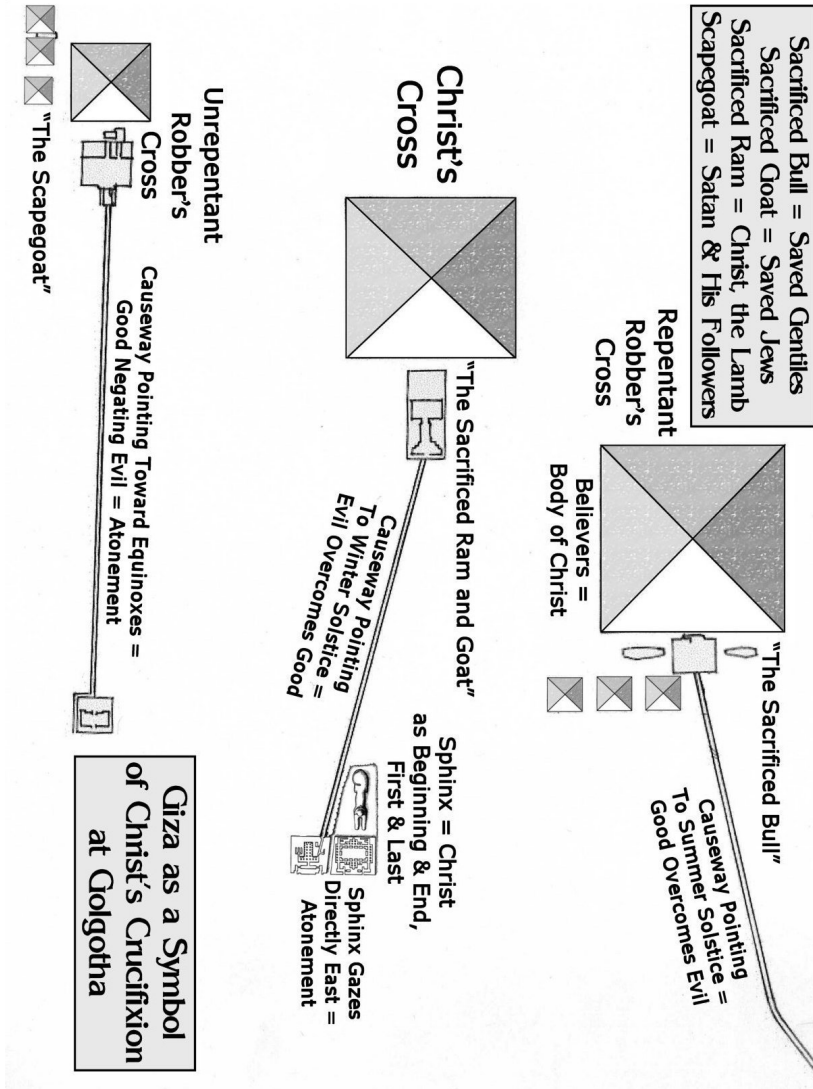 Sacrificed Bull = Saved Gentiles
Sacrificed Goat = Saved Jews
Sacrificed Ram = Christ, the Lamb
Scapegoat = Satan & His Followers
Repentant
Robber's
Cross
Believers =
Body of Christ
"The Sacrificed Bull"
Causeway Pointing
To Summer Solstice =
Good Overcomes Evil
Christ's
Cross
"The Sacrificed Ram and Goat"
Causeway Pointing
To Winter Solstice =
Evil Overcomes Good
Sphinx = Christ
as Beginning & End,
First & Last
Sphinx Gazes
Directly East =
Atonement
Unrepentant
Robber's
Cross
"The Scapegoat"
Causeway Pointing Toward Equinoxes =
Good Negating Evil = Atonement
Giza as a Symbol
of Christ's Crucifixion
at Golgotha